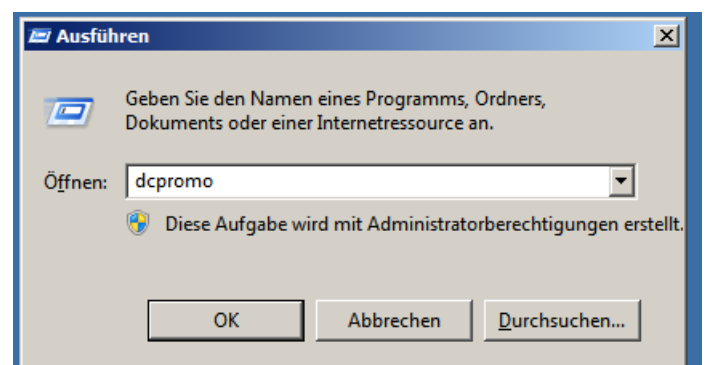 Ausführen
Geben Sie den Namen eines Programms, Ordners,
Dokuments oder einer Internetressource an.
Öffnen: dcpromo
Diese Aufgabe wird mit Administratorberechtigungen erstellt.
OK Abbrechen Durchsuchen...